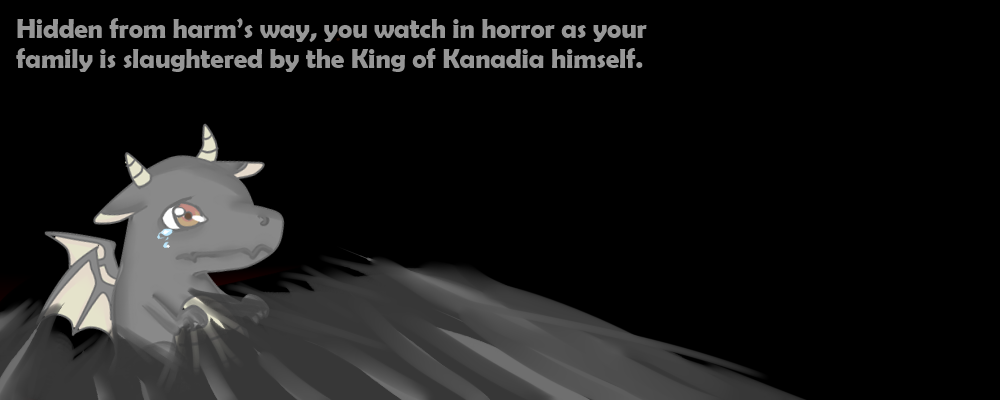 Hidden from harm’s way, you watch in horror as your
family is slaughtered by the King of Kanadia himself.